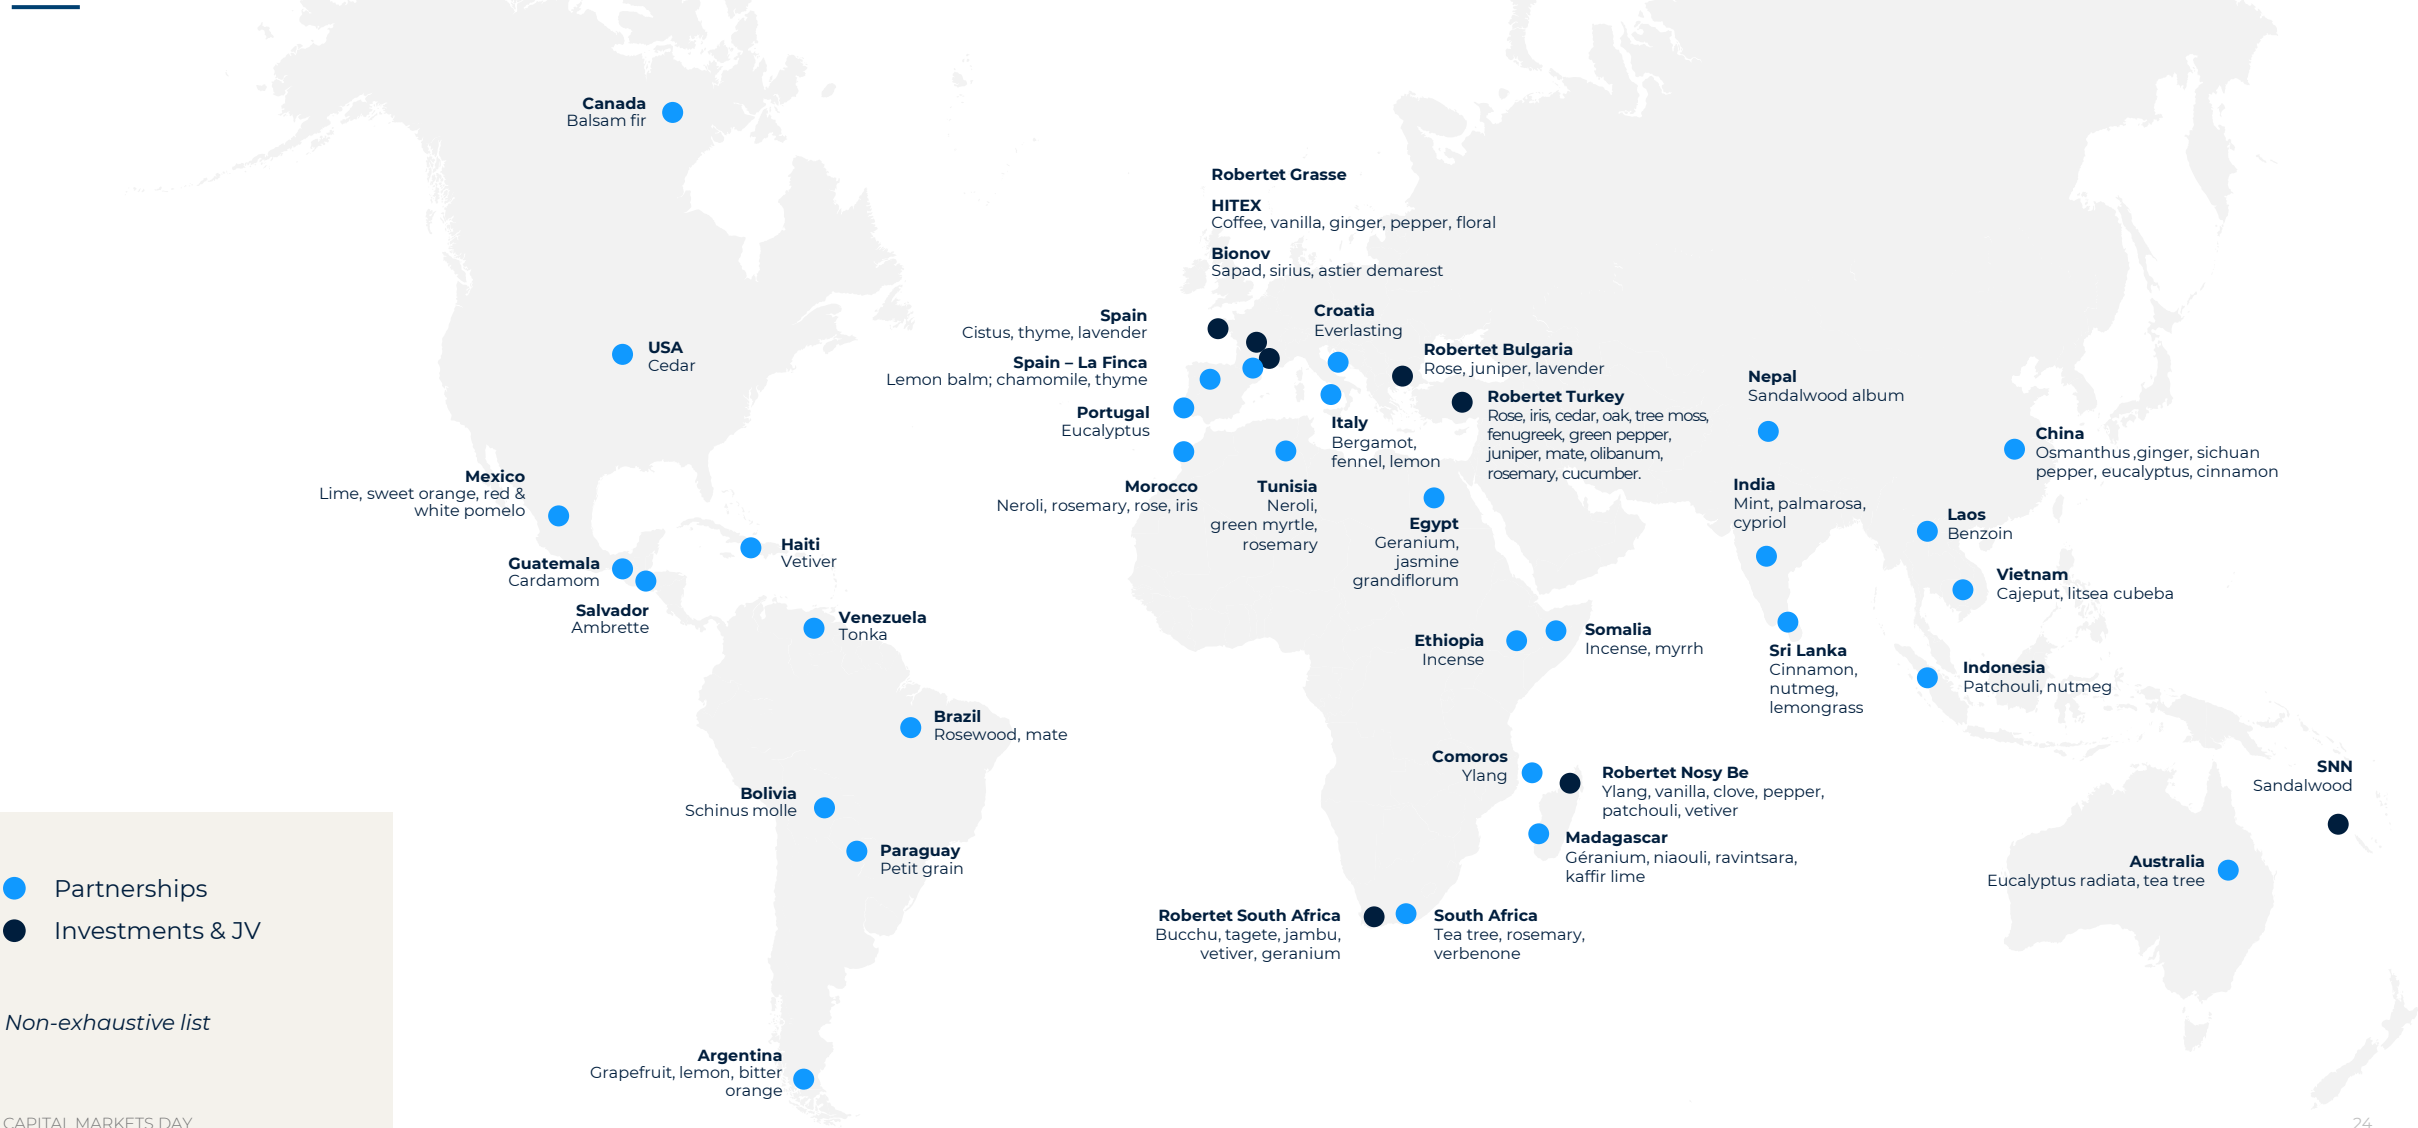 Canada
Balsam fir
USA
Cedar
Mexico
Lime, sweet orange, red &
white pomelo
Guatemala
Cardamom
Salvador
Ambrette
Haiti
Vetiver
Venezuela
Tonka
Brazil
Rosewood, mate
Bolivia
Schinus molle
Paraguay
Petit grain
Argentina
Grapefruit, lemon, bitter
orange
Robertet Grasse
HITEX
Coffee, vanilla, ginger, pepper, floral
Bionov
Sapad, sirius, astier demarest
Spain
Cistus, thyme, lavender
Spain – La Finca
Lemon balm; chamomile, thyme
Portugal
Eucalyptus
Morocco
Neroli, rosemary, rose, iris
Tunisia
Neroli,
green myrtle,
rosemary
Croatia
Everlasting
Italy
Bergamot,
fennel, lemon
Robertet Bulgaria
Rose, juniper, lavender
Robertet Turkey
Rose, iris, cedar, oak, tree moss,
fenugreek, green pepper,
juniper, mate, olibanum,
rosemary, cucumber.
Egypt
Geranium,
jasmine
grandiflorum
Ethiopia
Incense
Somalia
Incense, myrrh
Comoros
Ylang
Robertet Nosy Be
Ylang, vanilla, clove, pepper,
patchouli, vetiver
Madagascar
Géranium, niaouli, ravintsara,
kaffir lime
Robertet South Africa
Bucchu, tagete, jambu,
vetiver, geranium
South Africa
Tea tree, rosemary,
verbenone
Nepal
Sandalwood album
India
Mint, palmarosa,
cypriol
Sri Lanka
Cinnamon,
nutmeg,
lemongrass
China
Osmanthus ,ginger, sichuan
pepper, eucalyptus, cinnamon
Laos
Benzoin
Vietnam
Cajeput, litsea cubeba
Indonesia
Patchouli, nutmeg
SNN
Sandalwood
Australia
Eucalyptus radiata, tea tree
Partnerships
Investments & JV
Non-exhaustive list
CAPITAL MARKETS DAY
24